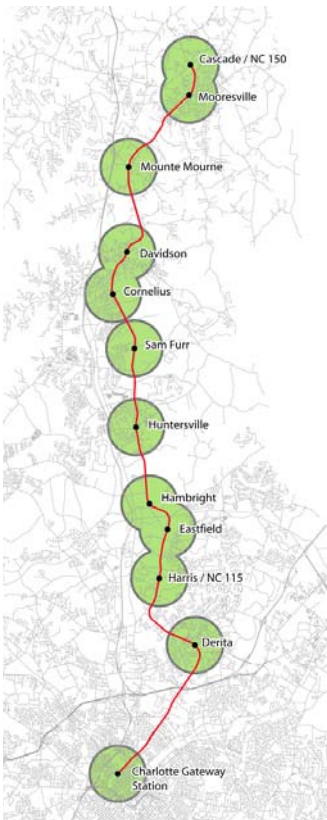 Cascade / NC 150
Mooresville
Mounte Mourne
Davidson
Cornelius
Sam Furr
Huntersville
Hambright
Eastfield
Harris / NC 115
Derita
Charlotte Gateway
Station